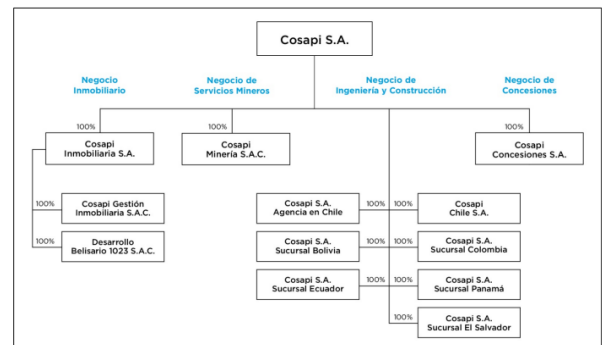 Cosapi S.A.
Negocio
Inmobiliario
Negocio de
Servicios Mineros
Negocio de
Ingeniería y Construcción
Negocio de
Concesiones
100%
Cosapi
Inmobiliaria S.A.
100%
Cosapi
Minería S.A.C.
100%
Cosapi
Concesiones S.A.
100%
Cosapi Gestión
Inmobiliaria S.A.C.
100%
Desarrollo
Belisario 1023 S.A.C.
Cosapi S.A.
Agencia en Chile
100%
100%
Cosapi
Chile S.A.
Cosapi S.A.
Sucursal Bolivia
100%
100%
Cosapi S.A.
Sucursal Colombia
Cosapi S.A.
Sucursal Ecuador
100%
100%
Cosapi S.A.
Sucursal Panamá
100%
Cosapi S.A.
Sucursal El Salvador